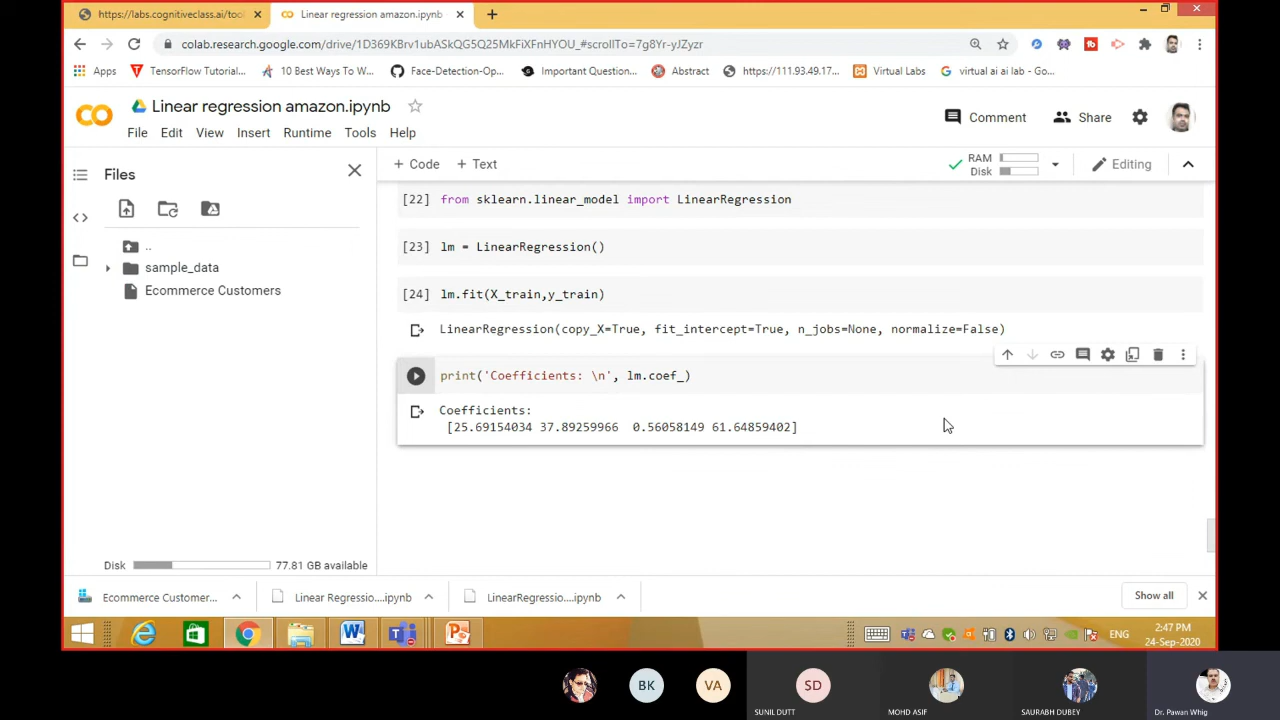 https://labs.cognitiveclass.ai/tool
Linear regression amazon.ipynb
colab.research.google.com/drive/1D369KBrv1ubASkQG5Q25MkFiXFnHYOU_#scrollTo=7g8Yr-yJZyzr
Apps
TensorFlow Tutorial...
10 Best Ways To W...
Face-Detection-Op...
Important Question...
Abstract
https://111.93.49.17...
Virtual Labs
virtual ai ai lab - Go...
Linear regression amazon.ipynb
Comment
Share
File Edit View Insert Runtime Tools Help
Files
+ Code + Text
RAM
Disk
Editing
..
sample_data
Ecommerce Customers
[22] from sklearn.linear_model import LinearRegression
[23] lm = LinearRegression()
[24] lm.fit(X_train,y_train)
LinearRegression(copy_X=True, fit_intercept=True, n_jobs=None, normalize=False)
print('Coefficients: \n', lm.coef_)
Coefficients:
[25.69154034 37.89259966 0.56058149 61.64859402]
Disk
77.81 GB available
Ecommerce Customer...
Linear Regressio....ipynb
LinearRegressio....ipynb
Show all
ENG
2:47 PM
24-Sep-2020
BK
VA
SD
SUNIL DUTT
MOHD ASIF
SAURABH DUBEY
Dr. Pawan Whig